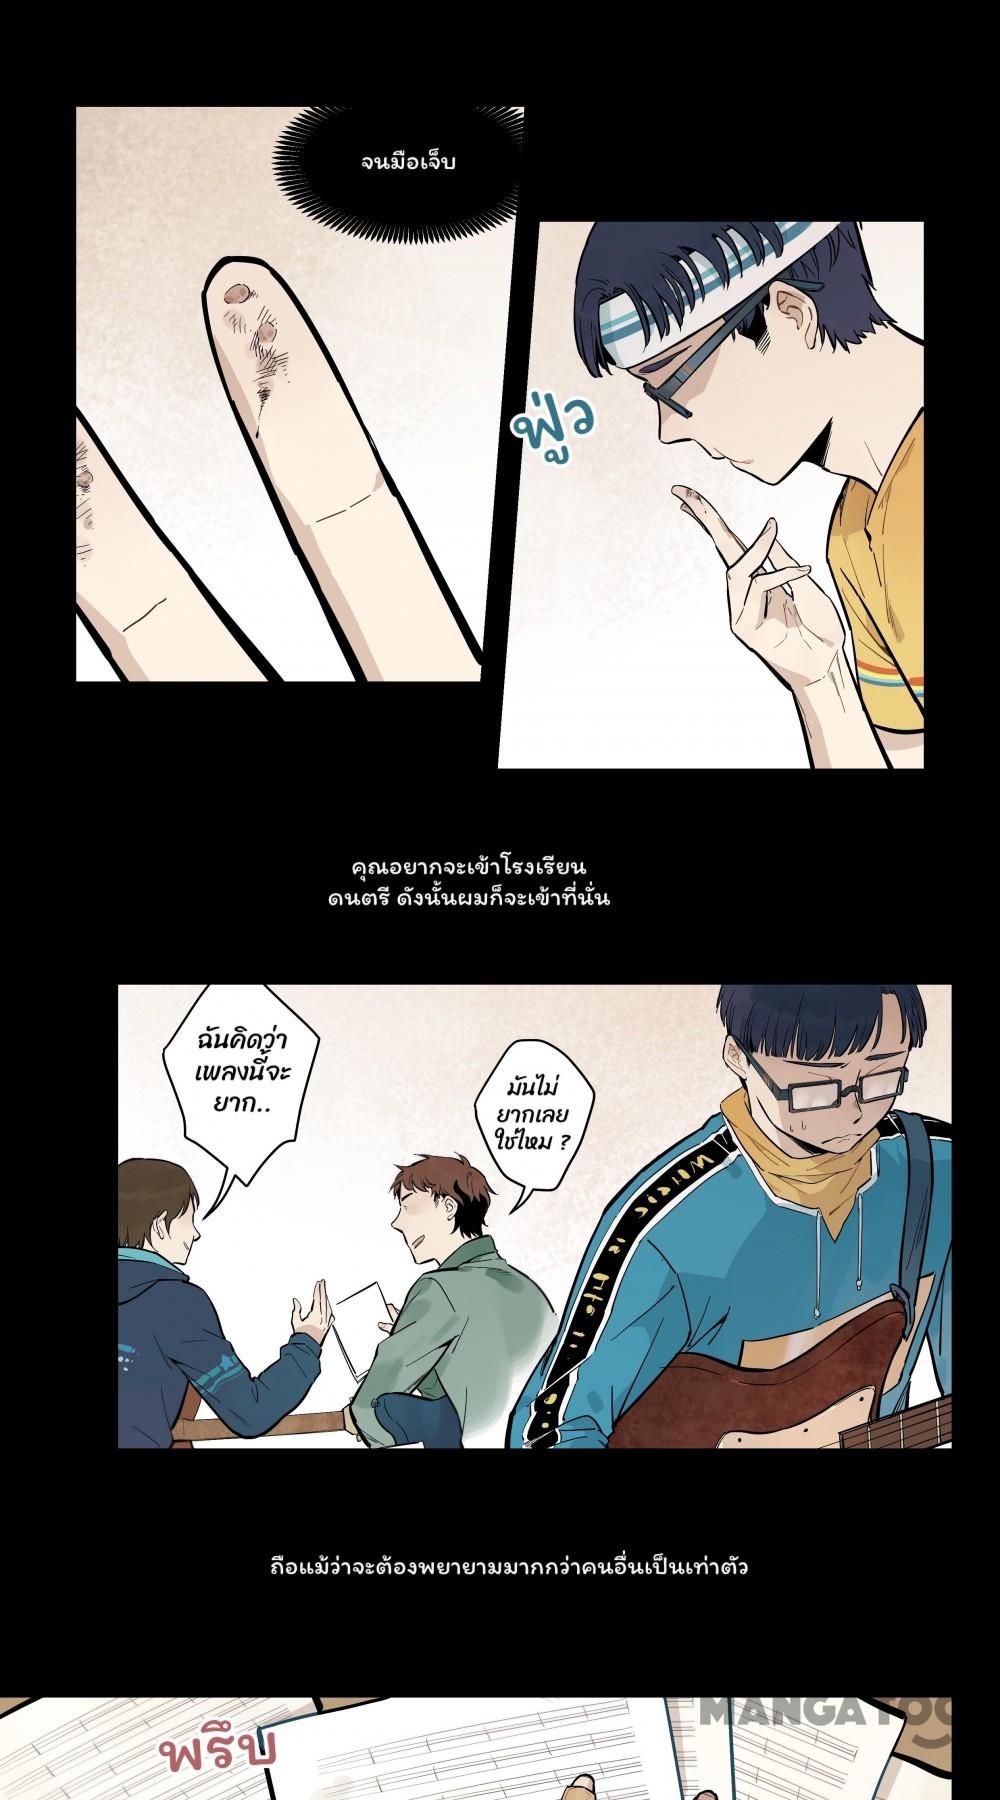 จนมือเจ็บ
ฟู่ว
คุณอยากจะเข้าโรงเรียน
ดนตรี ดังนั้นผมก็จะเข้าที่นั่น
ฉันคิดว่า
เพลงนี้จะ
ยาก..
มันไม่
ยากเลย
ใช่ไหม ?
ถือแม้ว่าจะต้องพยายามมากกว่าคนอื่นเป็นเท่าตัว
MANGA TOO
พรึบ